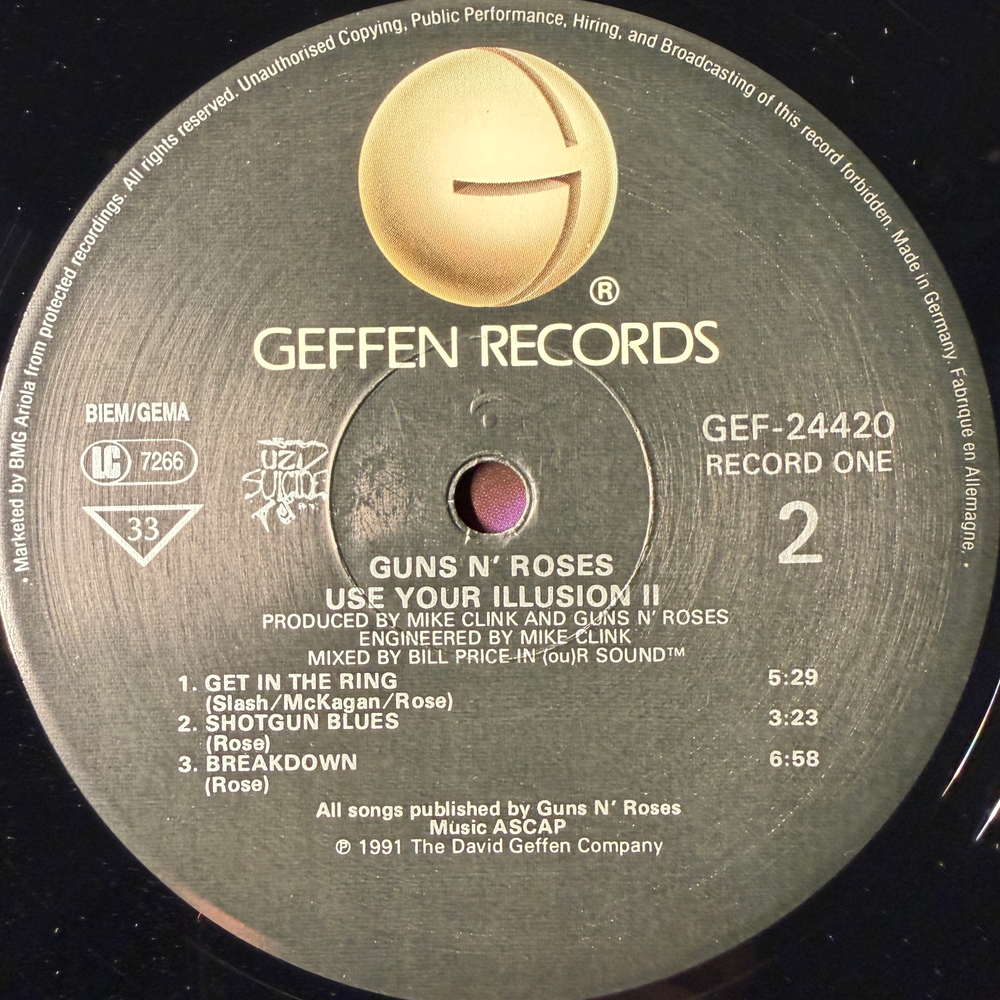 · Marketed by BMG Ariola from protected recordings. All rights reserved. Unauthorised Copying, Public Performance, Hiring, and Broadcasting of this record forbidden. Made in Germany. Fabriqué en Allemagne. ·
®
GEFFEN RECORDS
BIEM/GEMA
LC 7266
33
GEF-24420
RECORD ONE
2
GUNS N' ROSES
USE YOUR ILLUSION II
PRODUCED BY MIKE CLINK AND GUNS N' ROSES
ENGINEERED BY MIKE CLINK
MIXED BY BILL PRICE IN (ou)R SOUND™
1. GET IN THE RING 5:29
(Slash/McKagan/Rose)
2. SHOTGUN BLUES 3:23
(Rose)
3. BREAKDOWN 6:58
(Rose)
All songs published by Guns N' Roses
Music ASCAP
℗ 1991 The David Geffen Company